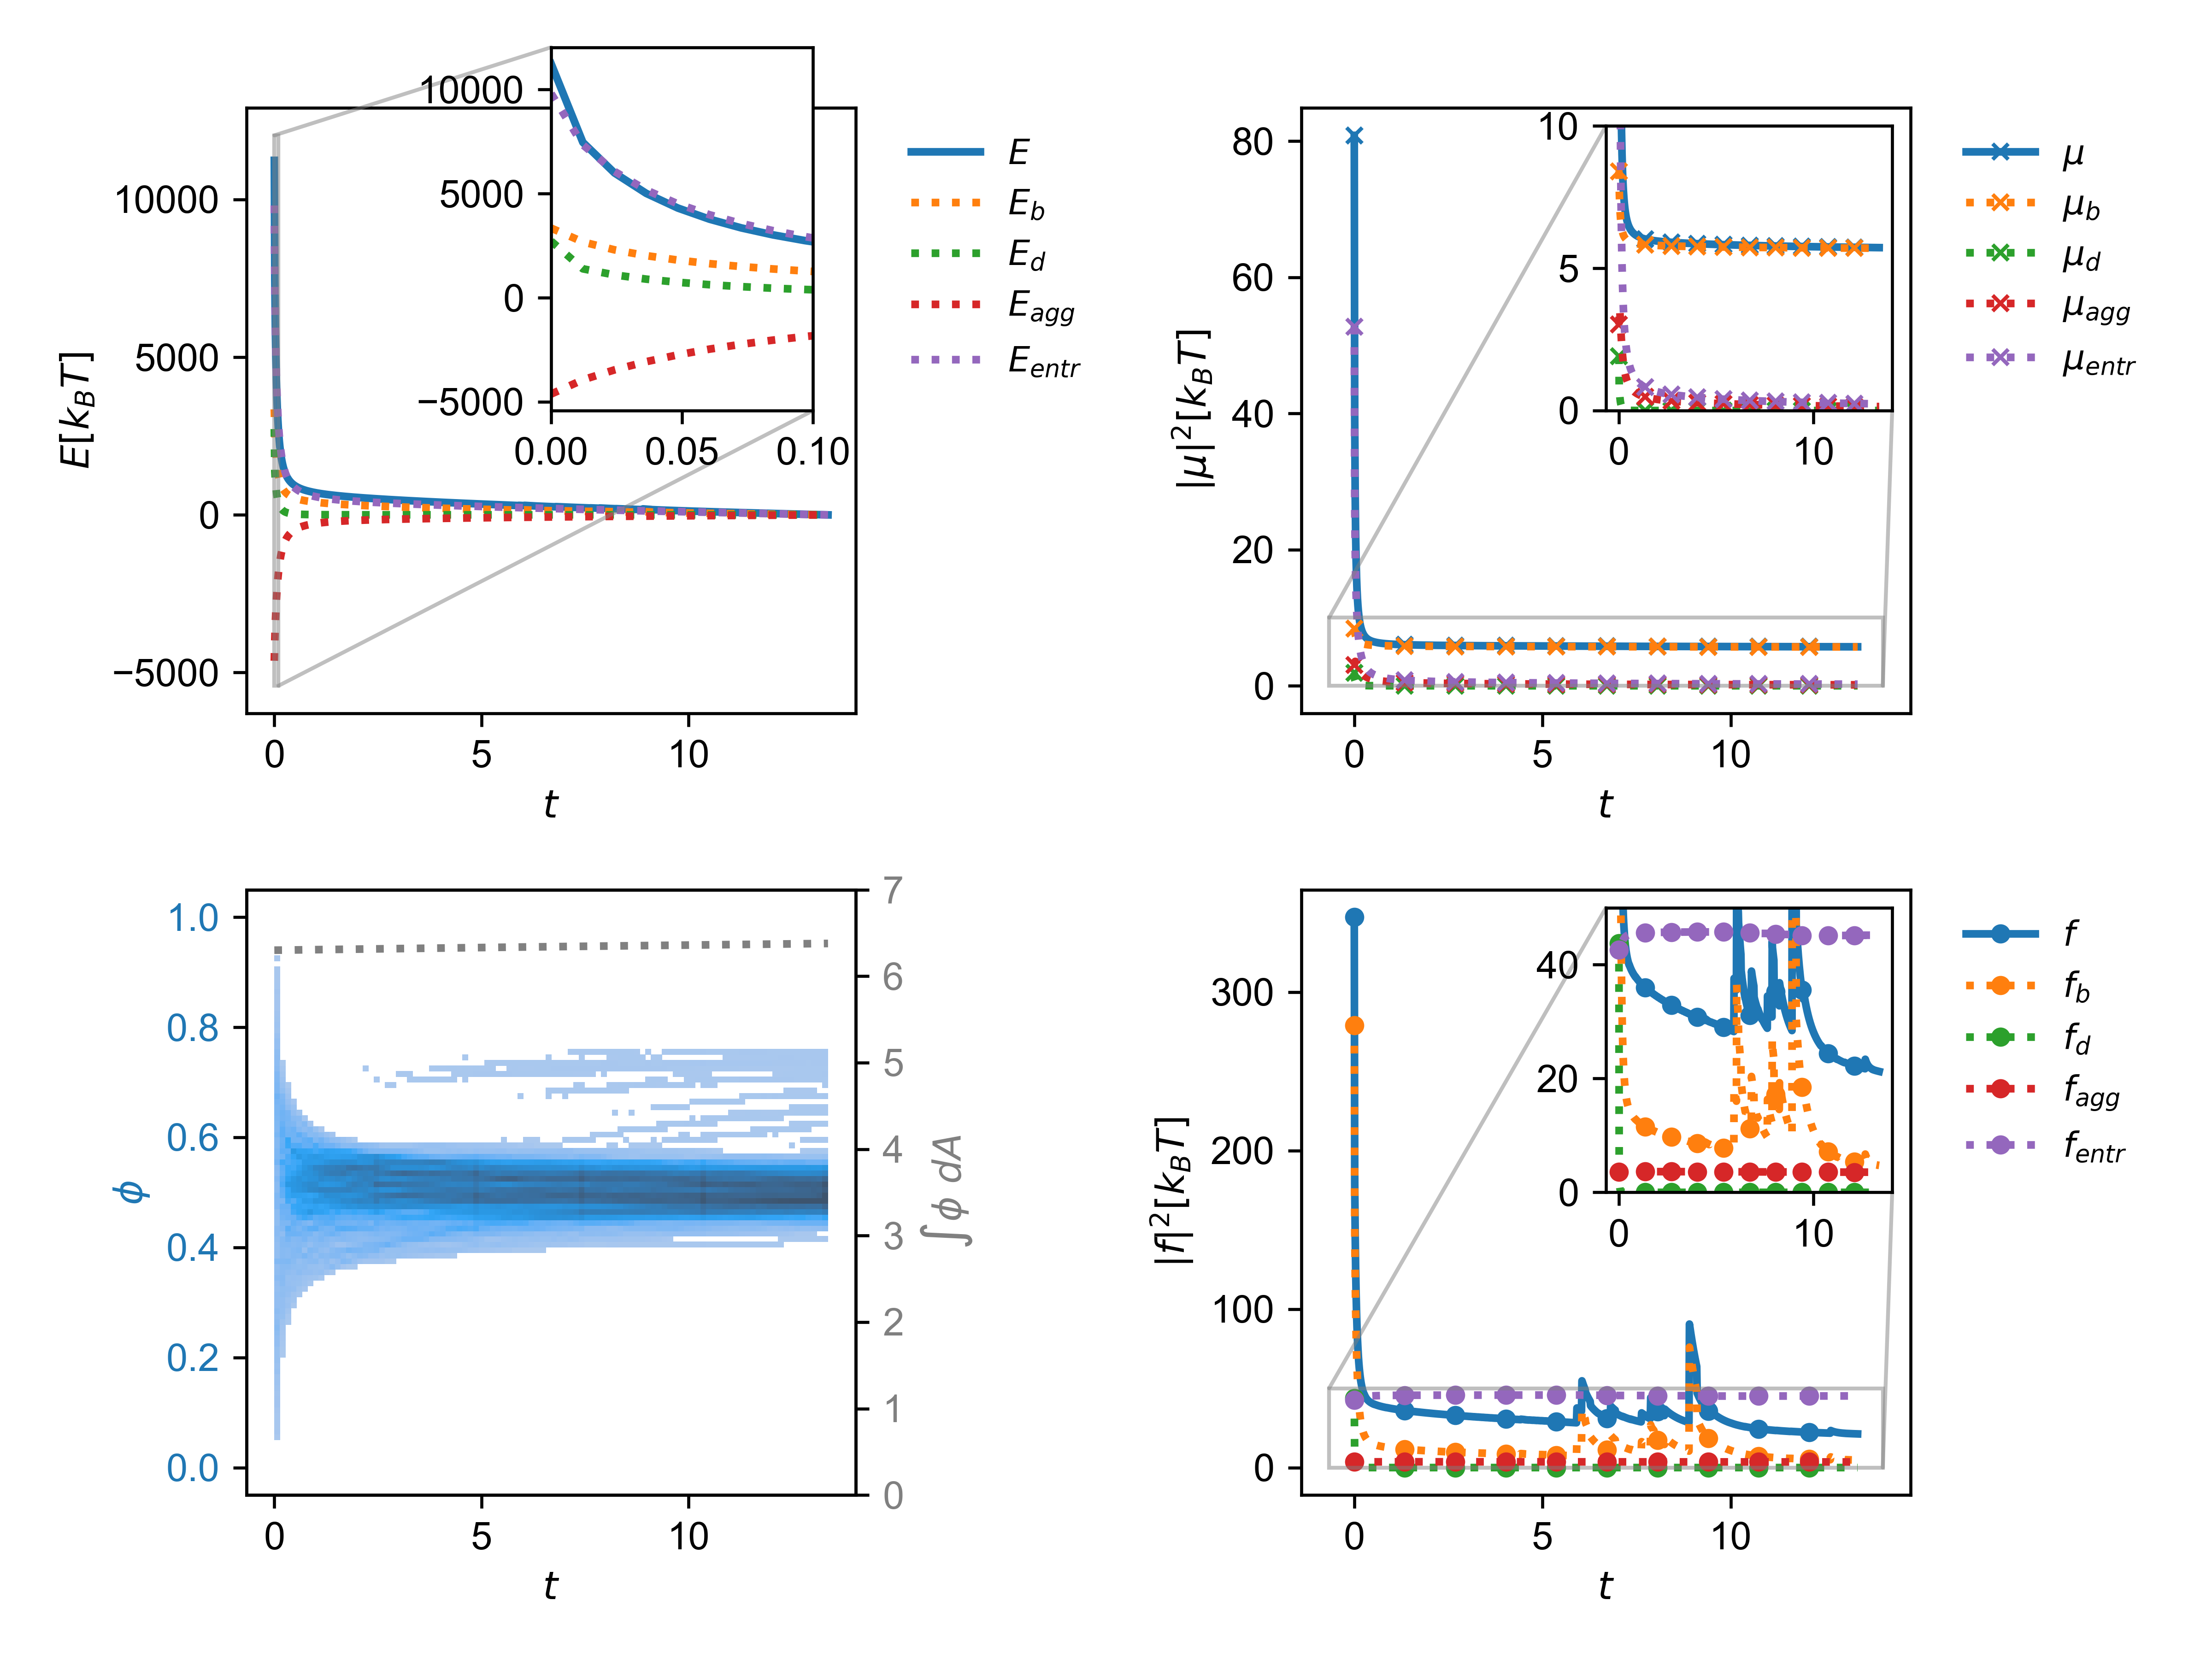 10000
5000
0
−5000
0.00 0.05 0.10
E[k_BT]
10000
5000
0
−5000
0 5 10
t
E
E_b
E_d
E_agg
E_entr
|μ|²[k_BT]
80
60
40
20
0
0 5 10
t
10
5
0
0 10
μ
μ_b
μ_d
μ_agg
μ_entr
ϕ
1.0
0.8
0.6
0.4
0.2
0.0
0 5 10
t
7
6
5
4
3
2
1
0
∫ϕ dA
|f|²[k_BT]
300
200
100
0
0 5 10
t
40
20
0
0 10
f
f_b
f_d
f_agg
f_entr